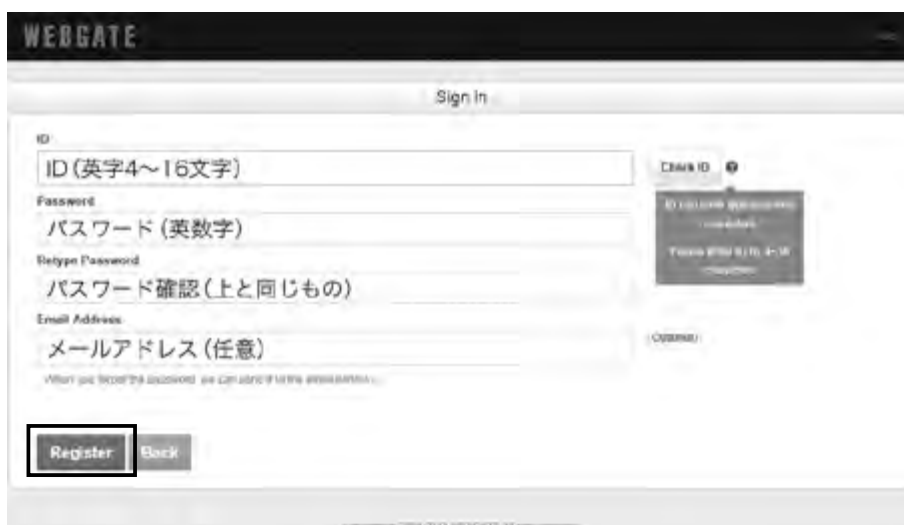 WEBGATE
Sign In
ID
ID(英字4〜16文字)
Check ID
Password
パスワード(英数字)
Retype Password
パスワード確認(上と同じもの)
Email Address
メールアドレス(任意)
(Optional)
Register Back